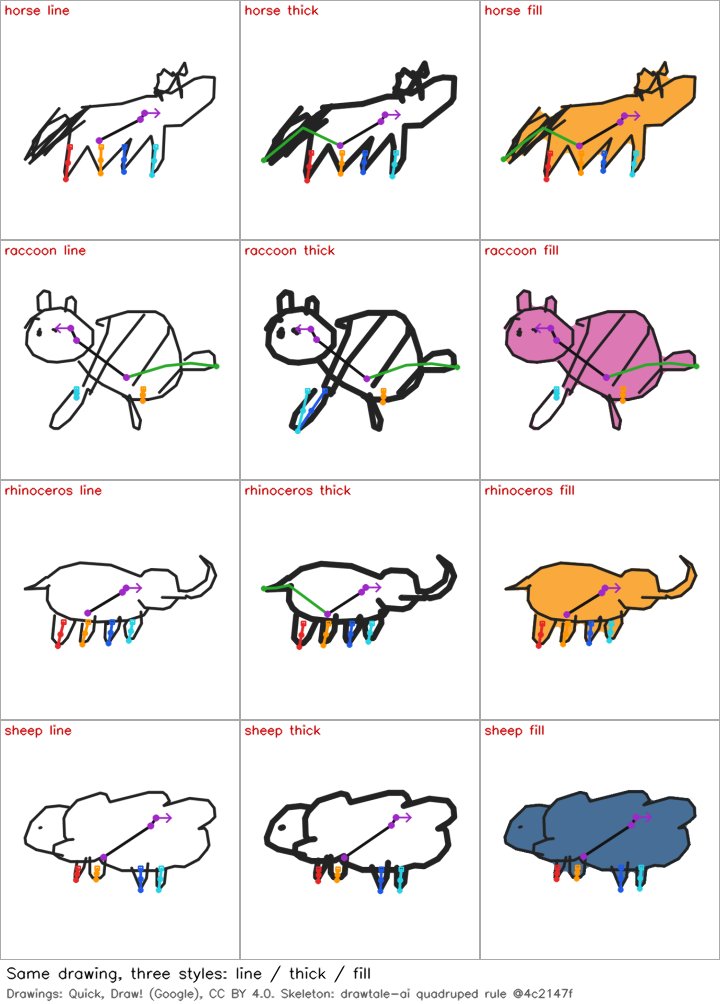 horse line
horse thick
horse fill
raccoon line
raccoon thick
raccoon fill
rhinoceros line
rhinoceros thick
rhinoceros fill
sheep line
sheep thick
sheep fill
Same drawing, three styles: line / thick / fill
Drawings: Quick, Draw! (Google), CC BY 4.0. Skeleton: drawtale-ai quadruped rule @4c2147f